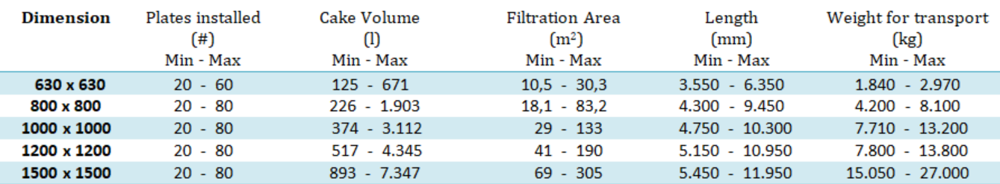 Dimension Plates installed Cake Volume Filtration Area Length Weight for transport
(#) (l) (m²) (mm) (kg)
Min - Max Min - Max Min - Max Min - Max Min - Max
630 x 630 20 - 60 125 - 671 10,5 - 30,3 3.550 - 6.350 1.840 - 2.970
800 x 800 20 - 80 226 - 1.903 18,1 - 83,2 4.300 - 9.450 4.200 - 8.100
1000 x 1000 20 - 80 374 - 3.112 29 - 133 4.750 - 10.300 7.710 - 13.200
1200 x 1200 20 - 80 517 - 4.345 41 - 190 5.150 - 10.950 7.800 - 13.800
1500 x 1500 20 - 80 893 - 7.347 69 - 305 5.450 - 11.950 15.050 - 27.000